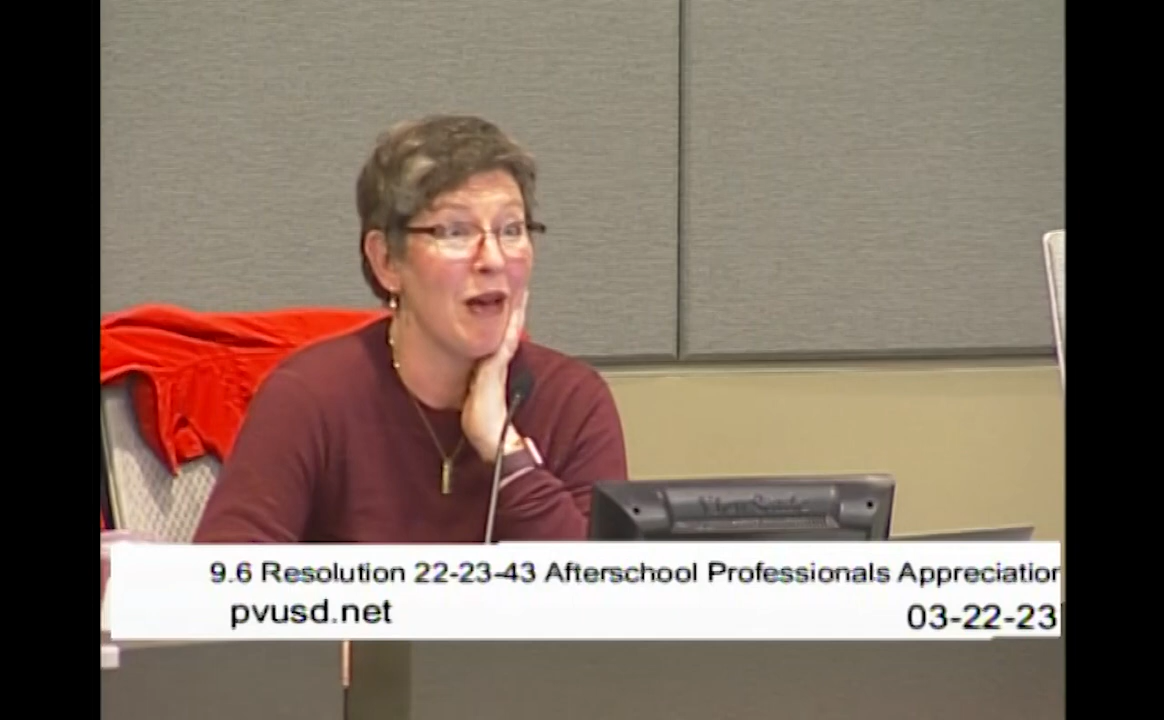 9.6 Resolution 22-23-43 Afterschool Professionals Appreciation
pvusd.net
03-22-23